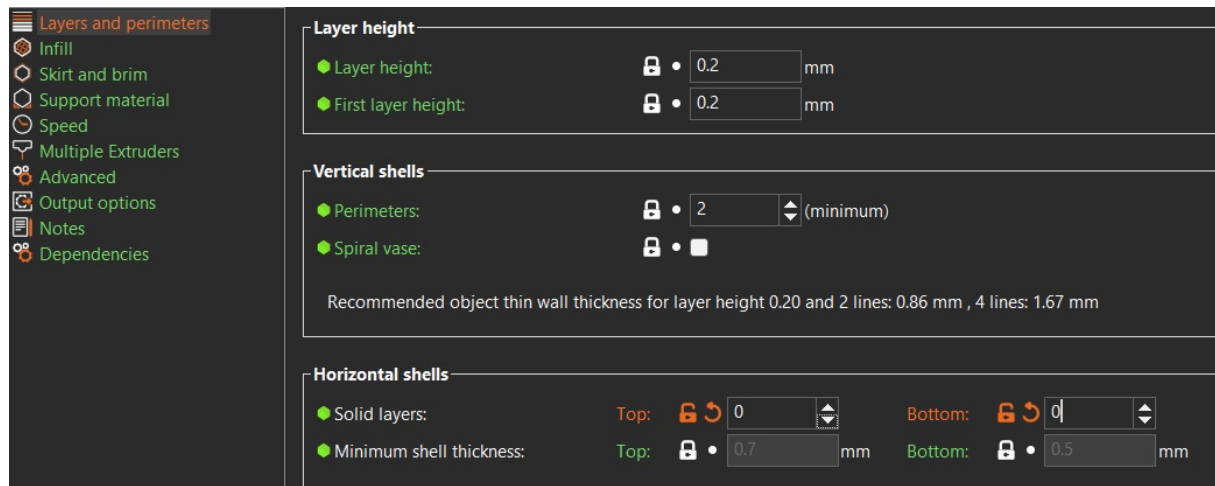 Layers and perimeters
Infill
Skirt and brim
Support material
Speed
Multiple Extruders
Advanced
Output options
Notes
Dependencies
Layer height
Layer height: 0.2 mm
First layer height: 0.2 mm
Vertical shells
Perimeters: 2 (minimum)
Spiral vase:
Recommended object thin wall thickness for layer height 0.20 and 2 lines: 0.86 mm , 4 lines: 1.67 mm
Horizontal shells
Solid layers: Top: 0 Bottom: 0
Minimum shell thickness: Top: 0.7 mm Bottom: 0.5 mm